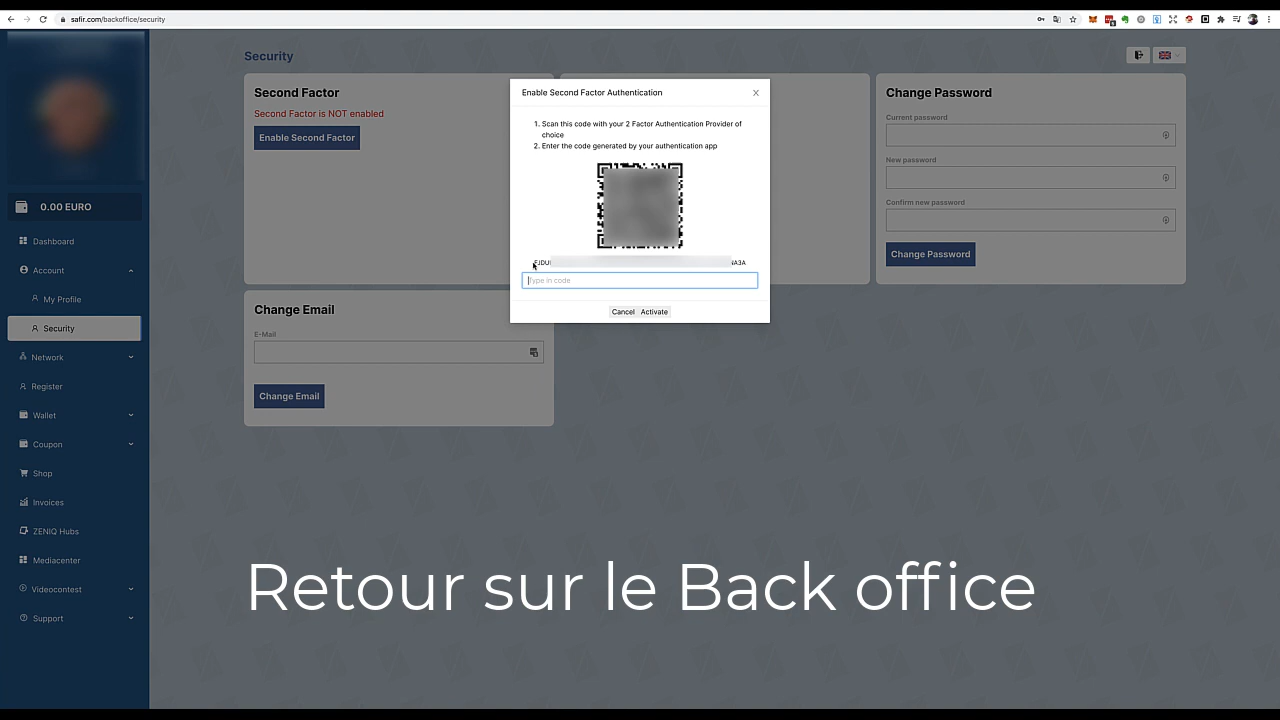 safir.com/backoffice/security
Security
0.00 EURO
Dashboard
Account
My Profile
Security
Network
Register
Wallet
Coupon
Shop
Invoices
ZENIQ Hubs
Mediacenter
Videocontest
Support
Second Factor
Second Factor is NOT enabled
Enable Second Factor
Change Email
E-Mail
Change Email
Enable Second Factor Authentication
1. Scan this code with your 2 Factor Authentication Provider of
choice
2. Enter the code generated by your authentication app
NA3A
Type in code
Cancel Activate
Change Password
Current password
New password
Confirm new password
Change Password
Retour sur le Back office